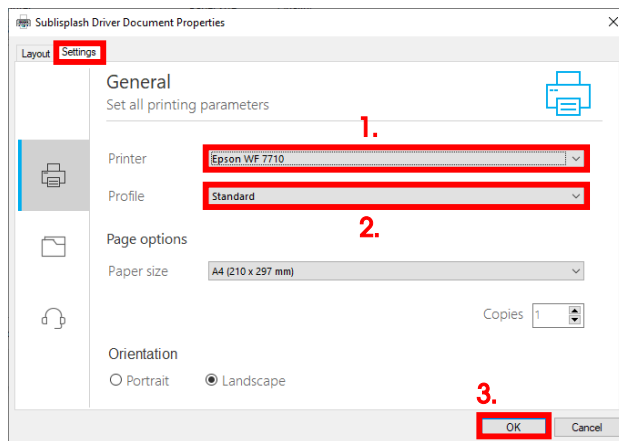 Sublisplash Driver Document Properties
Layout Settings
General
Set all printing parameters
1.
Printer Epson WF 7710
Profile Standard
2.
Page options
Paper size A4 (210 x 297 mm)
Copies 1
Orientation
Portrait Landscape
3.
OK Cancel